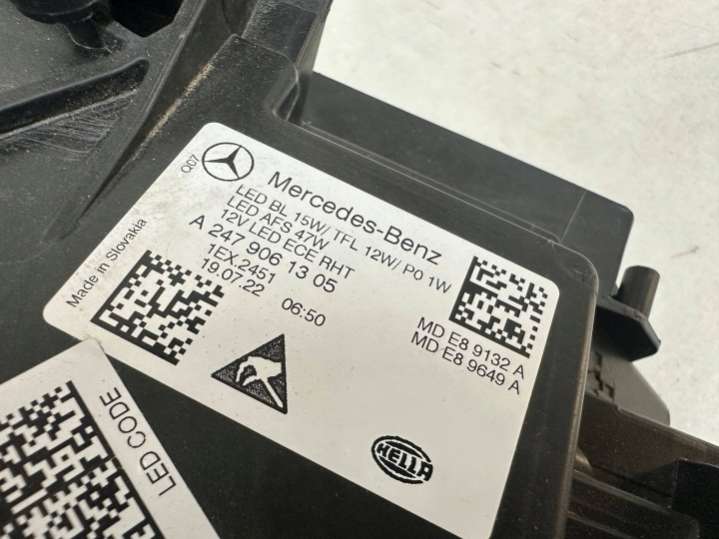 Q07
Mercedes-Benz
LED BL 15W/ TFL 12W/ P0 1W
LED AFS 47W
12V LED ECE RHT
A 247 906 13 05
1EX.2451
19.07.22 06:50
Made in Slovakia
MD E8 9132 A
MD E8 9649 A
HELLA
LED CODE